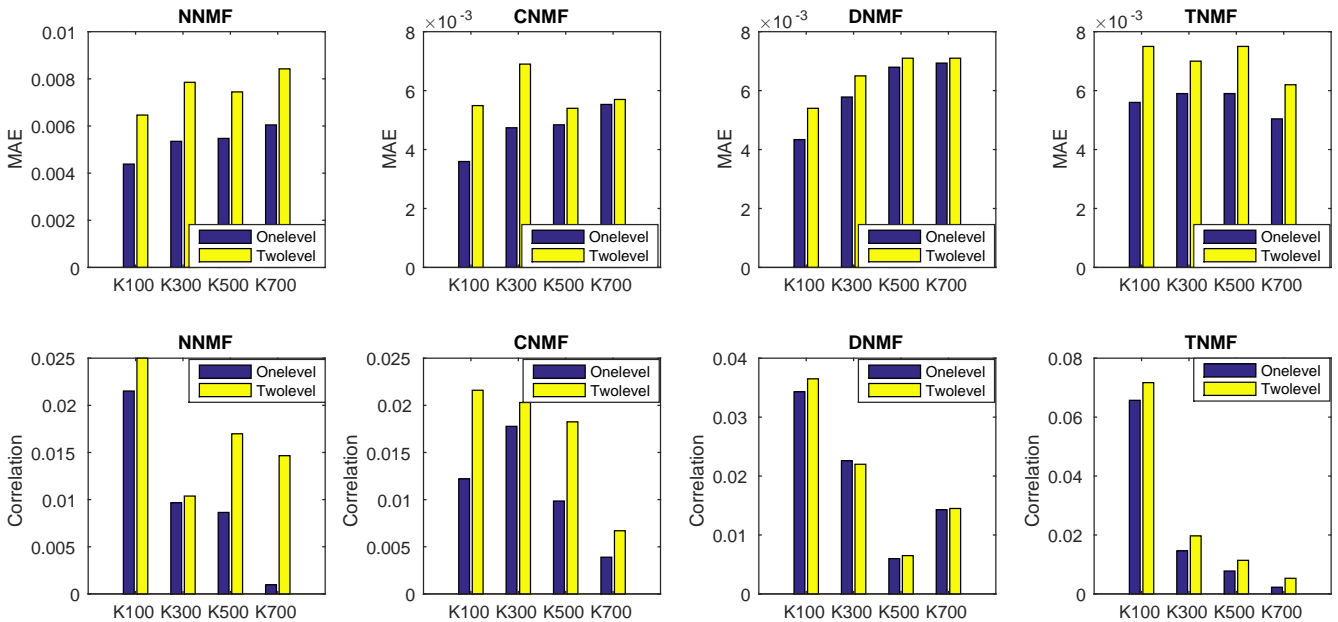 NNMF
MAE
0.01
0.008
0.006
0.004
0.002
0
K100 K300 K500 K700
Onelevel
Twolevel
CNMF
×10⁻³
MAE
8
6
4
2
0
K100 K300 K500 K700
Onelevel
Twolevel
DNMF
×10⁻³
MAE
8
6
4
2
0
K100 K300 K500 K700
Onelevel
Twolevel
TNMF
×10⁻³
MAE
8
6
4
2
0
K100 K300 K500 K700
Onelevel
Twolevel
NNMF
Correlation
0.025
0.02
0.015
0.01
0.005
0
K100 K300 K500 K700
Onelevel
Twolevel
CNMF
Correlation
0.025
0.02
0.015
0.01
0.005
0
K100 K300 K500 K700
Onelevel
Twolevel
DNMF
Correlation
0.04
0.03
0.02
0.01
0
K100 K300 K500 K700
Onelevel
Twolevel
TNMF
Correlation
0.08
0.06
0.04
0.02
0
K100 K300 K500 K700
Onelevel
Twolevel